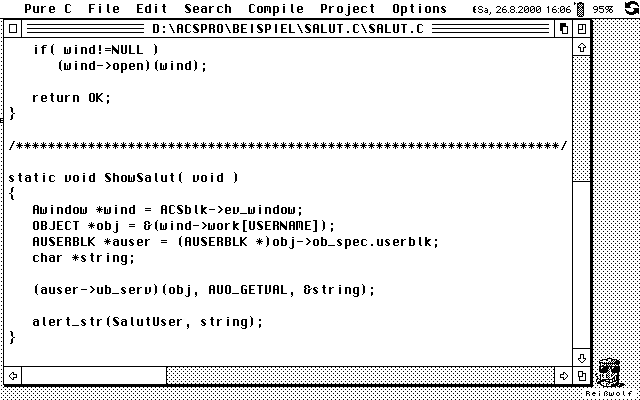 Pure C File Edit Search Compile Project Options Sa, 26.8.2000 16:06 95%
D:\ACSPRO\BEISPIEL\SALUT.C\SALUT.C
if( wind!=NULL )
(wind->open)(wind);
return OK;
}
/********************************************************************/
static void ShowSalut( void )
{
Awindow *wind = ACSblk->ev_window;
OBJECT *obj = &(wind->work[USERNAME]);
AUSERBLK *auser = (AUSERBLK *)obj->ob_spec.userblk;
char *string;
(auser->ub_serv)(obj, AUO_GETVAL, &string);
alert_str(SalutUser, string);
}
Reißwolf